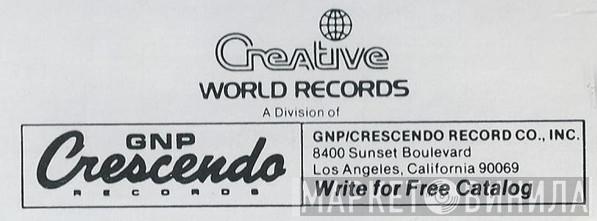 Creative
WORLD RECORDS
A Division of
GNP
Crescendo
RECORDS
GNP/CRESCENDO RECORD CO., INC.
8400 Sunset Boulevard
Los Angeles, California 90069
Write for Free Catalog
МАРКЕТ ВИНИЛА